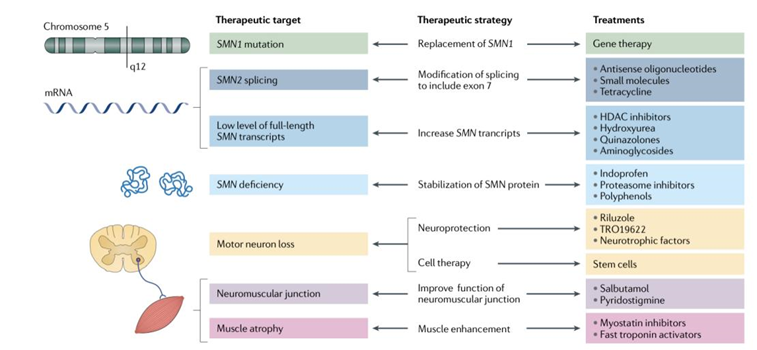 Therapeutic target
Therapeutic strategy
Treatments
Chromosome 5
q12
SMN1 mutation
Replacement of SMN1
Gene therapy
mRNA
SMN2 splicing
Modification of splicing
to include exon 7
• Antisense oligonucleotides
• Small molecules
• Tetracycline
Low level of full-length
SMN transcripts
Increase SMN trancripts
• HDAC inhibitors
• Hydroxyurea
• Quinazolones
• Aminoglycosides
SMN deficiency
Stabilization of SMN protein
• Indoprofen
• Proteasome inhibitors
• Polyphenols
Motor neuron loss
Neuroprotection
• Riluzole
• TRO19622
• Neurotrophic factors
Cell therapy
Stem cells
Neuromuscular junction
Improve function of
neuromuscular junction
• Salbutamol
• Pyridostigmine
Muscle atrophy
Muscle enhancement
• Myostatin inhibitors
• Fast troponin activators